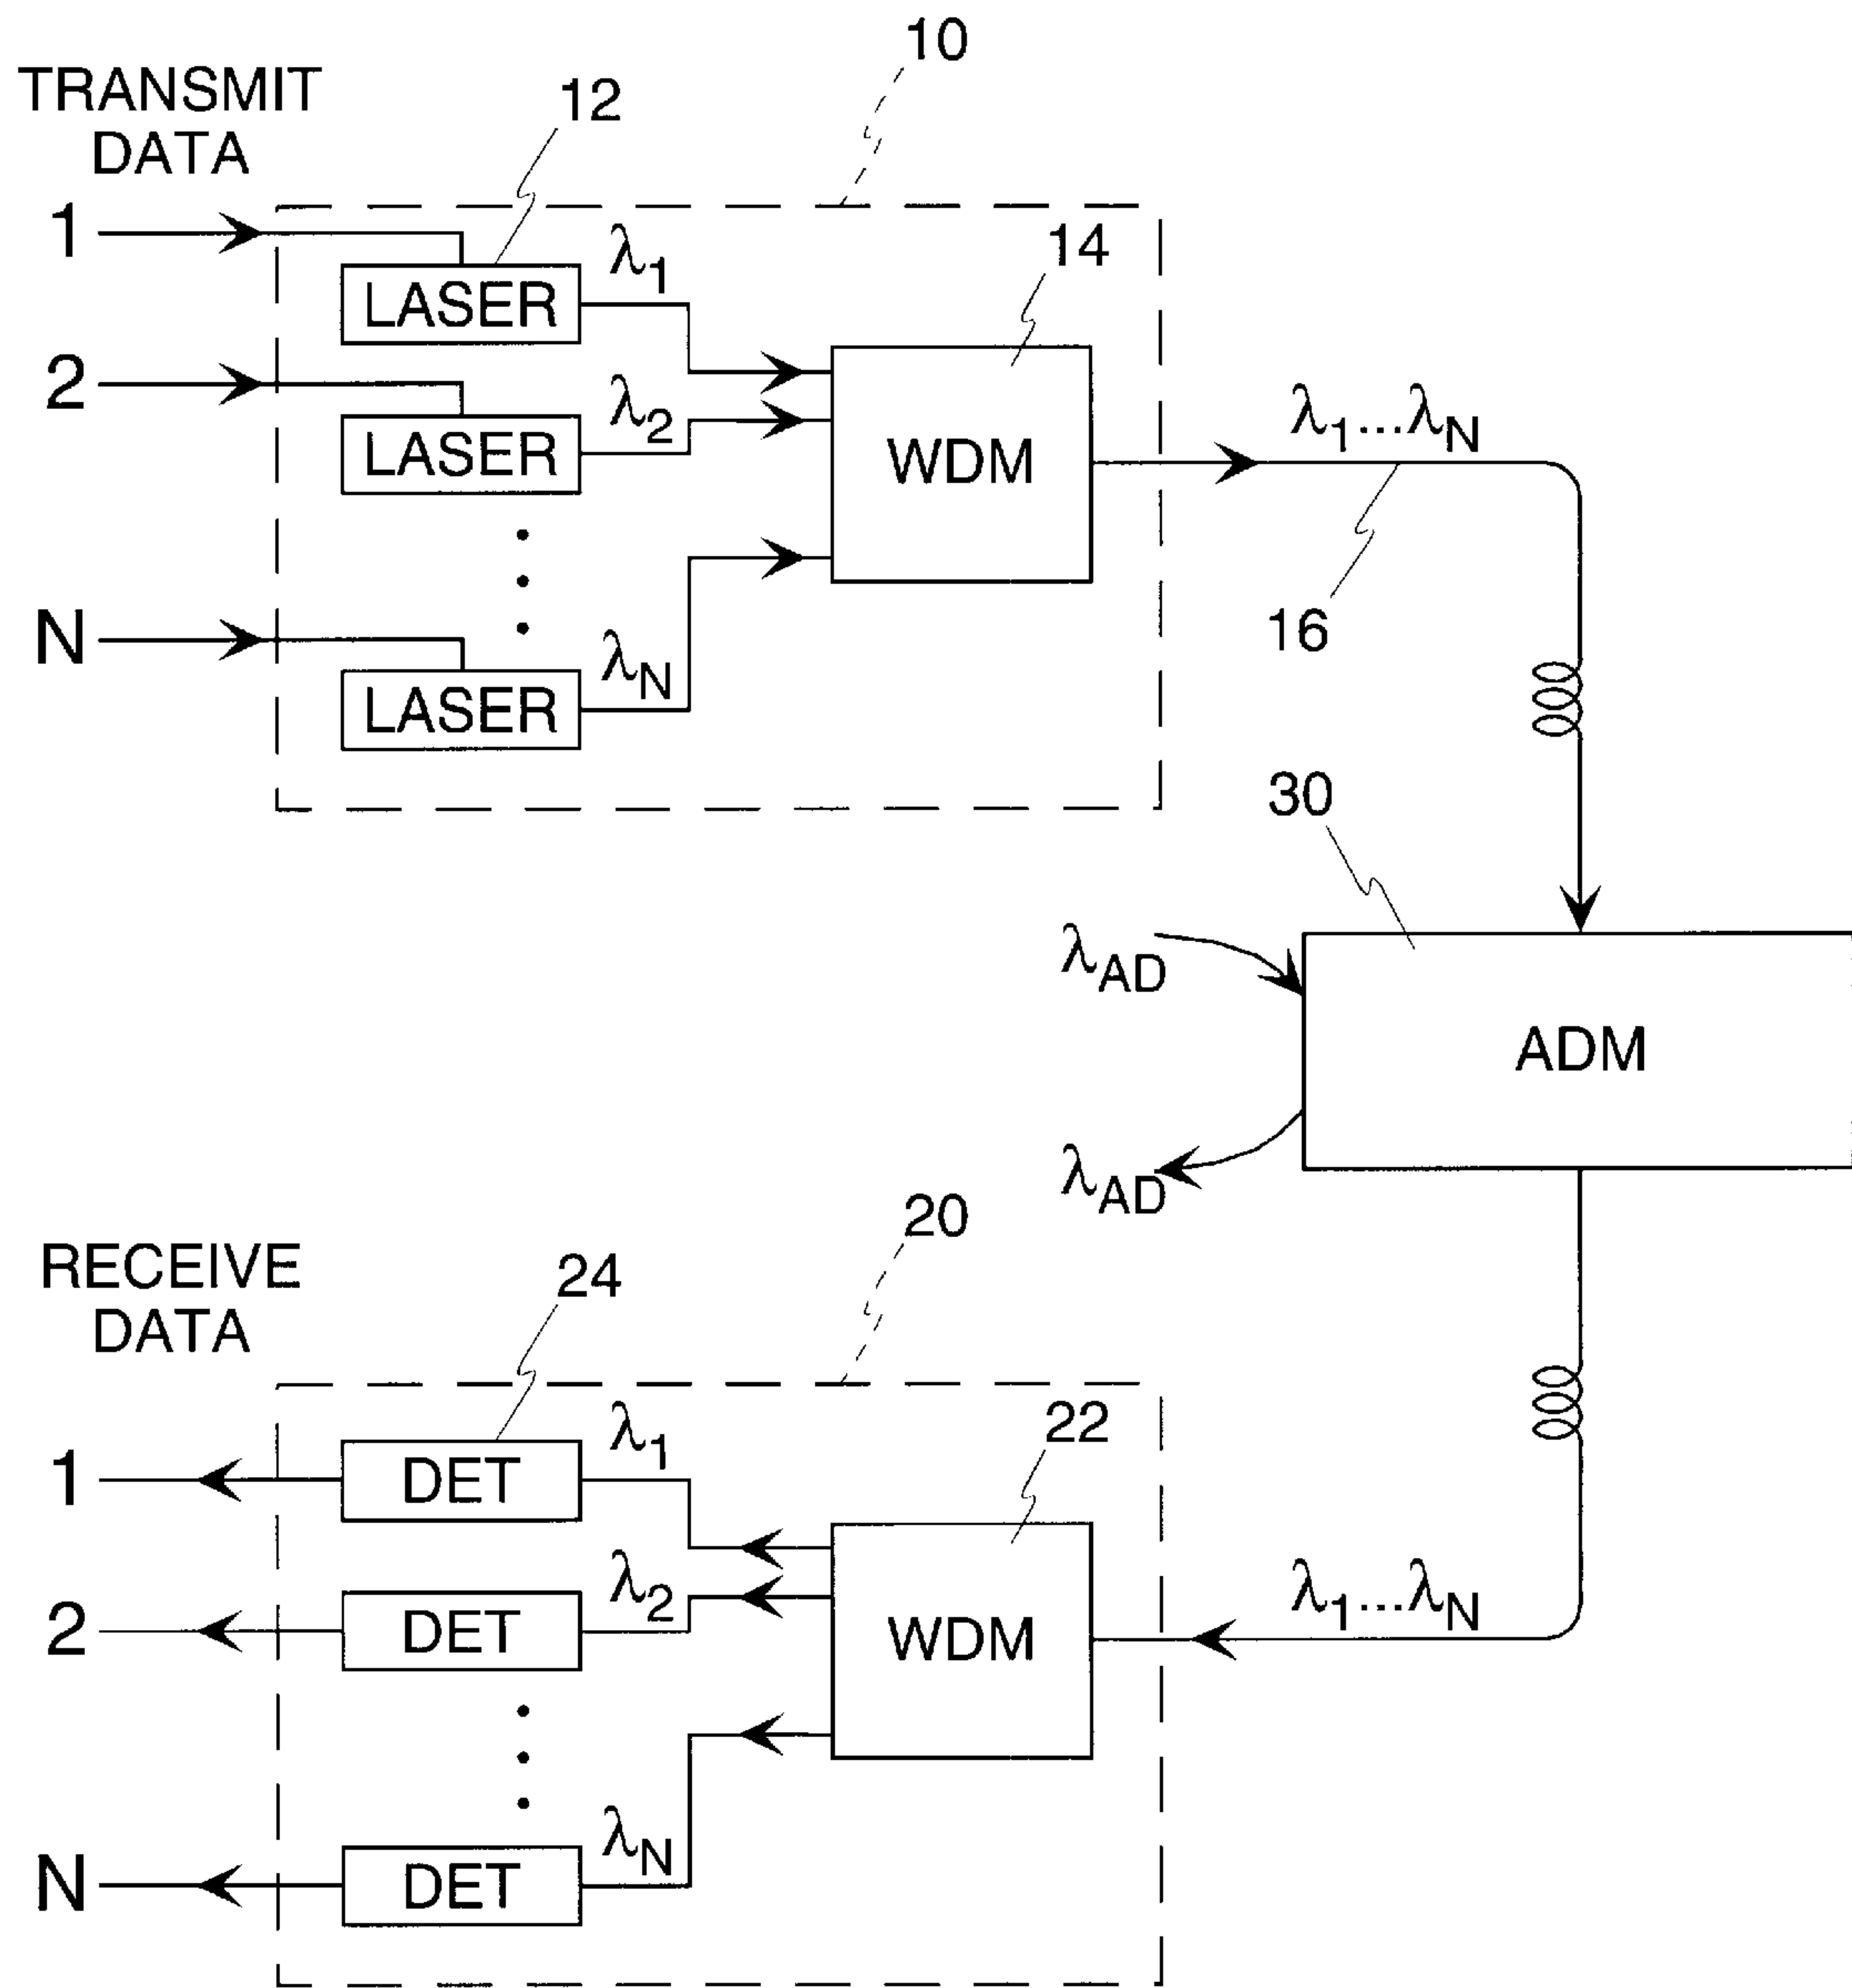 10
TRANSMIT
DATA
12
1
λ1
14
LASER
2
λ2
λ1...λN
LASER
WDM
16
N
λN
LASER
30
λAD
ADM
λAD
20
RECEIVE
DATA
24
λ1
22
1
DET
λ2
λ1...λN
2
DET
WDM
λN
N
DET